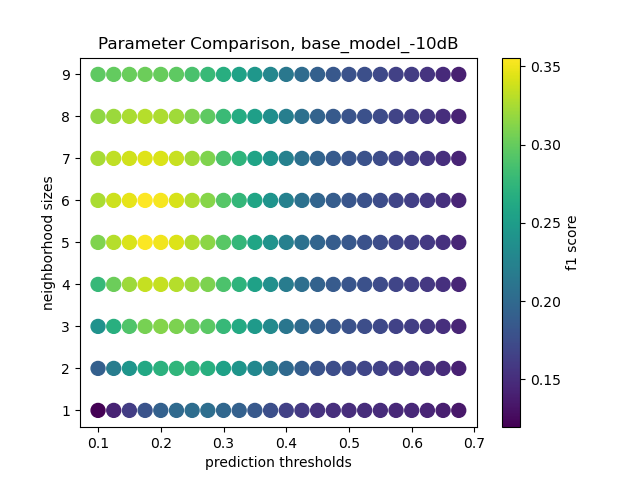 Parameter Comparison, base_model_-10dB
neighborhood sizes
9
8
7
6
5
4
3
2
1
0.1 0.2 0.3 0.4 0.5 0.6 0.7
prediction thresholds
0.35
0.30
0.25
0.20
0.15
f1 score